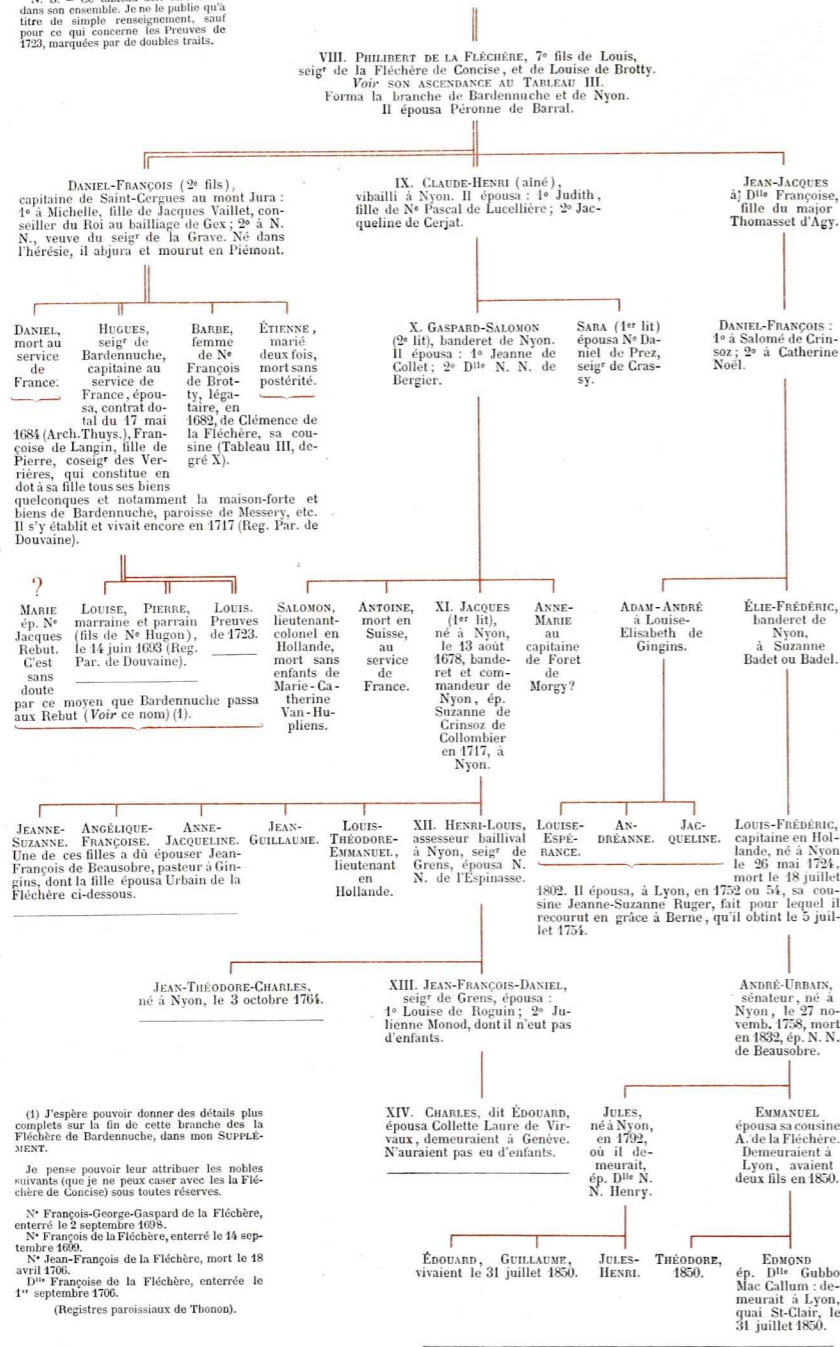 dans son ensemble. Je ne le publie qu'à
titre de simple renseignement, sauf
pour ce qui concerne les Preuves de
1723, marquées par de doubles traits.
VIII. PHILIBERT DE LA FLÉCHÈRE, 7e fils de Louis,
seigr de la Fléchère de Concise, et de Louise de Brotty.
Voir SON ASCENDANCE AU TABLEAU III.
Forma la branche de Bardennuche et de Nyon.
Il épousa Péronne de Barral.
DANIEL-FRANÇOIS (2e fils),
capitaine de Saint-Cergues au mont Jura :
1o à Michelle, fille de Jacques Vaillet, con-
seiller du Roi au bailliage de Gex ; 2o à N.
N., veuve du seigr de la Grave. Né dans
l'hérésie, il abjura et mourut en Piémont.
IX. CLAUDE-HENRI (aîné),
vibailli à Nyon. Il épousa : 1o Judith,
fille de Ne Pascal de Lucellière ; 2o Jac-
queline de Cerjat.
JEAN-JACQUES
à Dlle Françoise,
fille du major
Thomasset d'Agy.
DANIEL,
mort au
service
de
France.
HUGUES,
seigr de
Bardennuche,
capitaine au
service de
France, épou-
sa, contrat do-
tal du 17 mai
1684 (Arch. Thuys.), Fran-
çoise de Langin, fille de
Pierre, coseigr des Ver-
rières, qui constitue en
dot à sa fille tous ses biens
quelconques et notamment la maison-forte et
biens de Bardennuche, paroisse de Messery, etc.
Il s'y établit et vivait encore en 1717 (Reg. Par. de
Douvaine).
BARBE,
femme
de Ne
François
de Brot-
ty, léga-
taire, en
1682, de Clémence de
la Fléchère, sa cou-
sine (Tableau III, de-
gré X).
ÉTIENNE,
marié
deux fois,
mort sans
postérité.
X. GASPARD-SALOMON
(2e lit), banderet de Nyon.
Il épousa : 1o Jeanne de
Collet ; 2o Dlle N. N. de
Bergier.
SARA (1er lit)
épousa Ne Da-
niel de Prez,
seigr de Cras-
sy.
DANIEL-FRANÇOIS :
1o à Salomé de Crin-
soz ; 2o à Catherine
Noël.
?
MARIE
ép. Ne
Jacques
Rebut.
C'est
sans
doute
par ce moyen que Bardennuche passa
aux Rebut (Voir ce nom) (1).
LOUISE, PIERRE,
marraine et parrain
(fils de Ne Hugon),
le 14 juin 1693 (Reg.
Par. de Douvaine).
LOUIS.
Preuves
de 1723.
SALOMON,
lieutenant-
colonel en
Hollande,
mort sans
enfants de
Marie-Ca-
therine
Van-Hu-
pliens.
ANTOINE,
mort en
Suisse,
au
service
de
France.
XI. JACQUES
(1er lit),
né à Nyon,
le 13 août
1678, bande-
ret et com-
mandeur de
Nyon, ép.
Suzanne de
Crinsoz de
Collombier
en 1717, à
Nyon.
ANNE-
MARIE
au
capitaine
de Foret
de
Morgy?
ADAM-ANDRÉ
à Louise-
Elisabeth de
Gingins.
ÉLIE-FRÉDÉRIC,
banderet de
Nyon,
à Suzanne
Badet ou Badel.
JEANNE-
SUZANNE.
ANGÉLIQUE-
FRANÇOISE.
ANNE-
JACQUELINE.
Une de ces filles a dû épouser Jean-
François de Beausobre, pasteur à Gin-
gins, dont la fille épousa Urbain de la
Fléchère ci-dessous.
JEAN-
GUILLAUME.
LOUIS-
THÉODORE-
EMMANUEL,
lieutenant
en
Hollande.
XII. HENRI-LOUIS,
assesseur baillival
à Nyon, seigr de
Grens, épousa N.
N. de l'Espinasse.
LOUISE-
ESPÉ-
RANCE.
AN-
DRÉANNE.
JAC-
QUELINE.
LOUIS-FRÉDÉRIC,
capitaine en Hol-
lande, né à Nyon
le 26 mai 1724,
mort le 18 juillet
1802. Il épousa, à Lyon, en 1752 ou 54, sa cou-
sine Jeanne-Suzanne Ruger, fait pour lequel il
recourut en grâce à Berne, qu'il obtint le 5 juil-
let 1754.
JEAN-THÉODORE-CHARLES,
né à Nyon, le 3 octobre 1764.
XIII. JEAN-FRANÇOIS-DANIEL,
seigr de Grens, épousa :
1o Louise de Roguin ; 2o Ju-
lienne Monod, dont il n'eut pas
d'enfants.
ANDRÉ-URBAIN,
sénateur, né à
Nyon, le 27 no-
vemb. 1758, mort
en 1832, ép. N. N.
de Beausobre.
(1) J'espère pouvoir donner des détails plus
complets sur la fin de cette branche des la
Fléchère de Bardennuche, dans mon SUPPLÉ-
MENT.
Je pense pouvoir leur attribuer les nobles
suivants (que je ne peux caser avec les la Flé-
chère de Concise) sous toutes réserves.
Ne François-George-Gaspard de la Fléchère,
enterré le 2 septembre 1698.
Ne François de la Fléchère, enterré le 14 sep-
tembre 1699.
Ne Jean-François de la Fléchère, mort le 18
avril 1706.
Dlle Françoise de la Fléchère, enterrée le
1er septembre 1706.
(Registres paroissiaux de Thonon).
XIV. CHARLES, dit ÉDOUARD,
épousa Collette Laure de Vir-
vaux, demeuraient à Genève.
N'auraient pas eu d'enfants.
JULES,
né à Nyon,
en 1792,
où il de-
meurait,
ép. Dlle N.
N. Henry.
EMMANUEL
épousa sa cousine
A. de la Fléchère.
Demeuraient à
Lyon, avaient
deux fils en 1850.
ÉDOUARD, GUILLAUME,
vivaient le 31 juillet 1850.
JULES-
HENRI.
THÉODORE,
1850.
EDMOND
ép. Dlle Gubbo
Mac Callum : de-
meurait à Lyon,
quai St-Clair, le
31 juillet 1850.